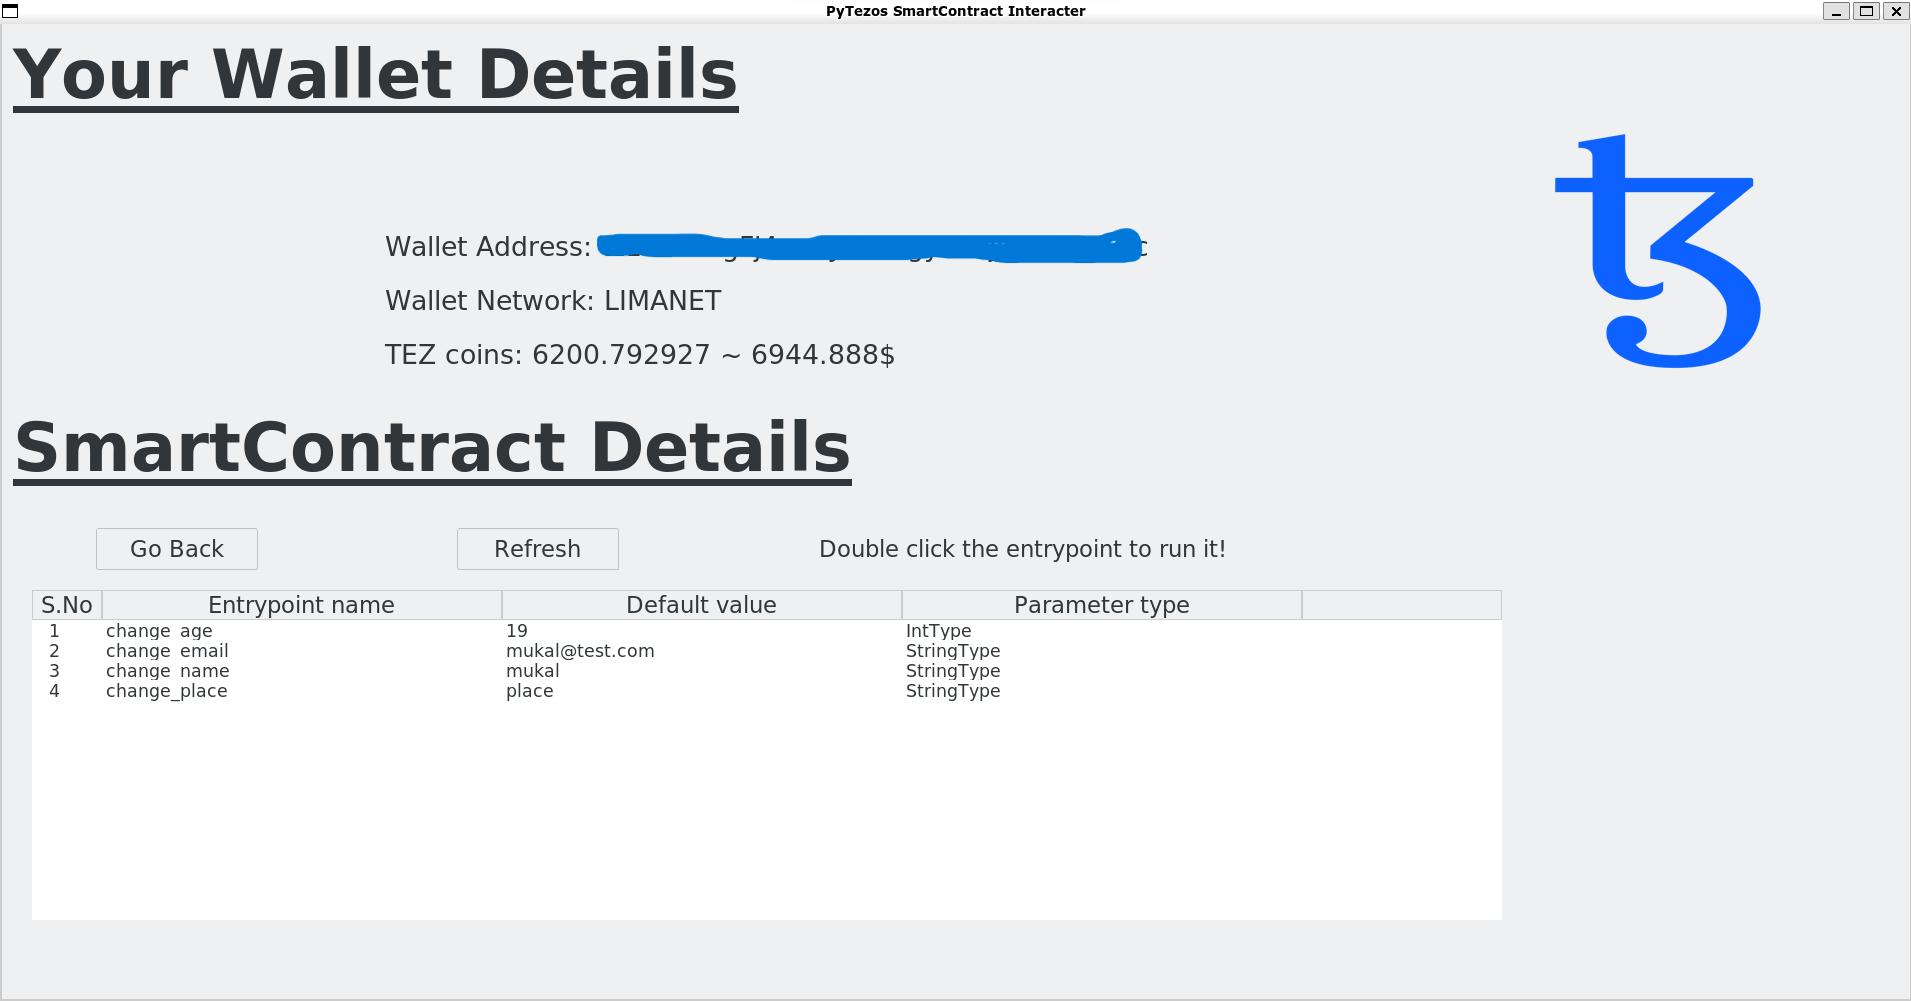 PyTezos SmartContract Interacter
Your Wallet Details
Wallet Address:
Wallet Network: LIMANET
TEZ coins: 6200.792927 ~ 6944.888$
SmartContract Details
Go Back Refresh Double click the entrypoint to run it!
S.No Entrypoint name Default value Parameter type
1 change_age 19 IntType
2 change_email mukal@test.com StringType
3 change_name mukal StringType
4 change_place place StringType